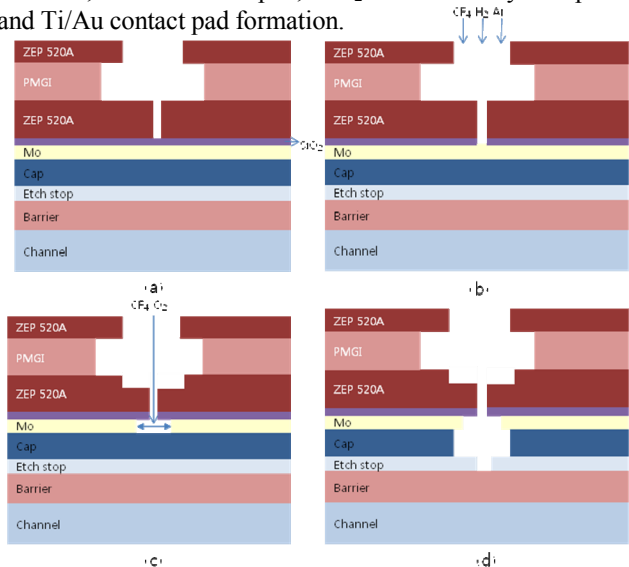 and Ti/Au contact pad formation.
CF4 H2 Ar
ZEP 520A
PMGI
ZEP 520A
SiO2
Mo
Cap
Etch stop
Barrier
Channel
(a)
ZEP 520A
PMGI
ZEP 520A
Mo
Cap
Etch stop
Barrier
Channel
(b)
CF4 O2
ZEP 520A
PMGI
ZEP 520A
Mo
Cap
Etch stop
Barrier
Channel
(c)
ZEP 520A
PMGI
ZEP 520A
Mo
Cap
Etch stop
Barrier
Channel
(d)